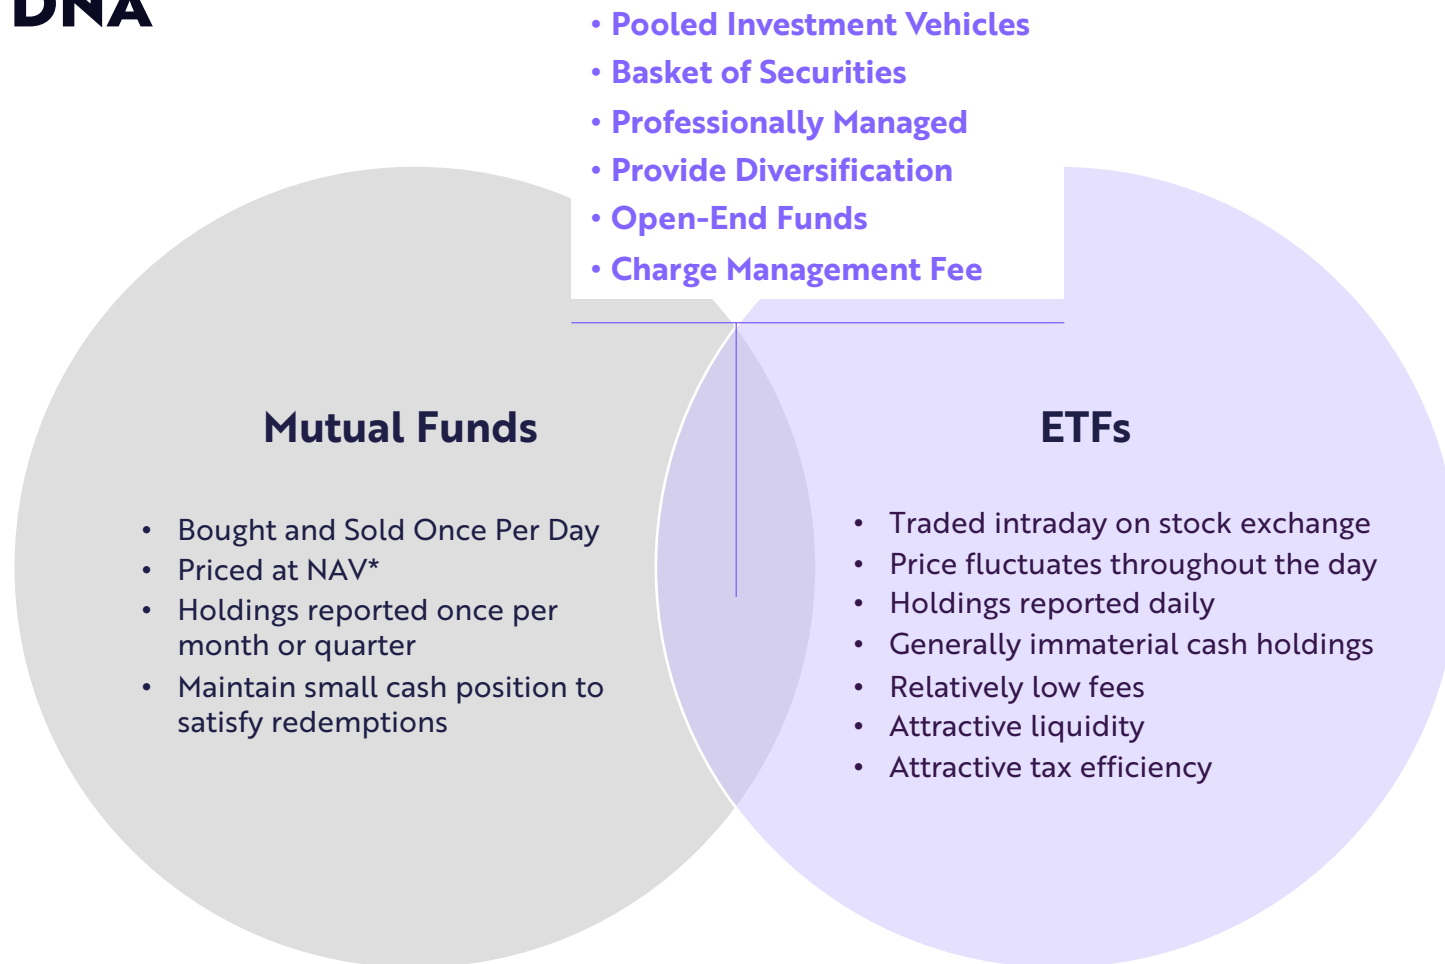 DNA
• Pooled Investment Vehicles
• Basket of Securities
• Professionally Managed
• Provide Diversification
• Open-End Funds
• Charge Management Fee
Mutual Funds
• Bought and Sold Once Per Day
• Priced at NAV*
• Holdings reported once per
month or quarter
• Maintain small cash position to
satisfy redemptions
ETFs
• Traded intraday on stock exchange
• Price fluctuates throughout the day
• Holdings reported daily
• Generally immaterial cash holdings
• Relatively low fees
• Attractive liquidity
• Attractive tax efficiency